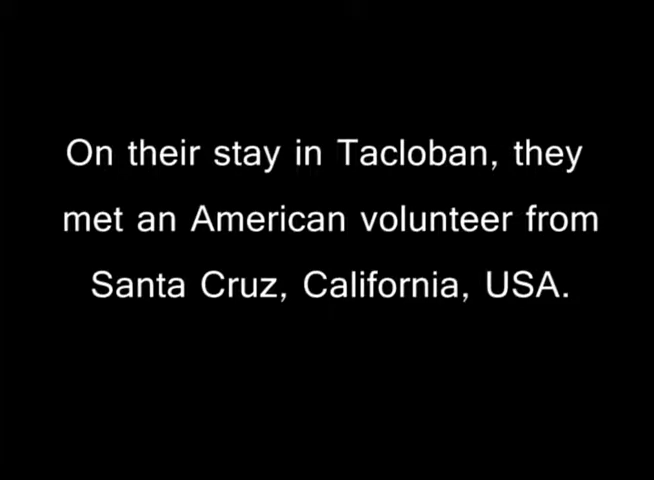 On their stay in Tacloban, they
met an American volunteer from
Santa Cruz, California, USA.